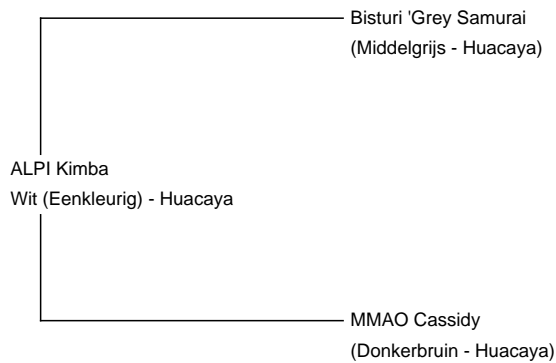 Bisturi 'Grey Samurai
(Middelgrijs - Huacaya)
ALPI Kimba
Wit (Eenkleurig) - Huacaya
MMAO Cassidy
(Donkerbruin - Huacaya)